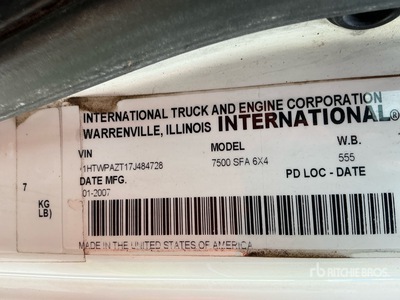 INTERNATIONAL TRUCK AND ENGINE CORPORATION
WARRENVILLE, ILLINOIS INTERNATIONAL®
VIN MODEL W.B.
1HTWPAZT17J484728 7500 SFA 6X4 555
DATE MFG. PD LOC - DATE
01-2007
7
KG
LB)
MADE IN THE UNITED STATES OF AMERICA
rb RITCHIE BROS.